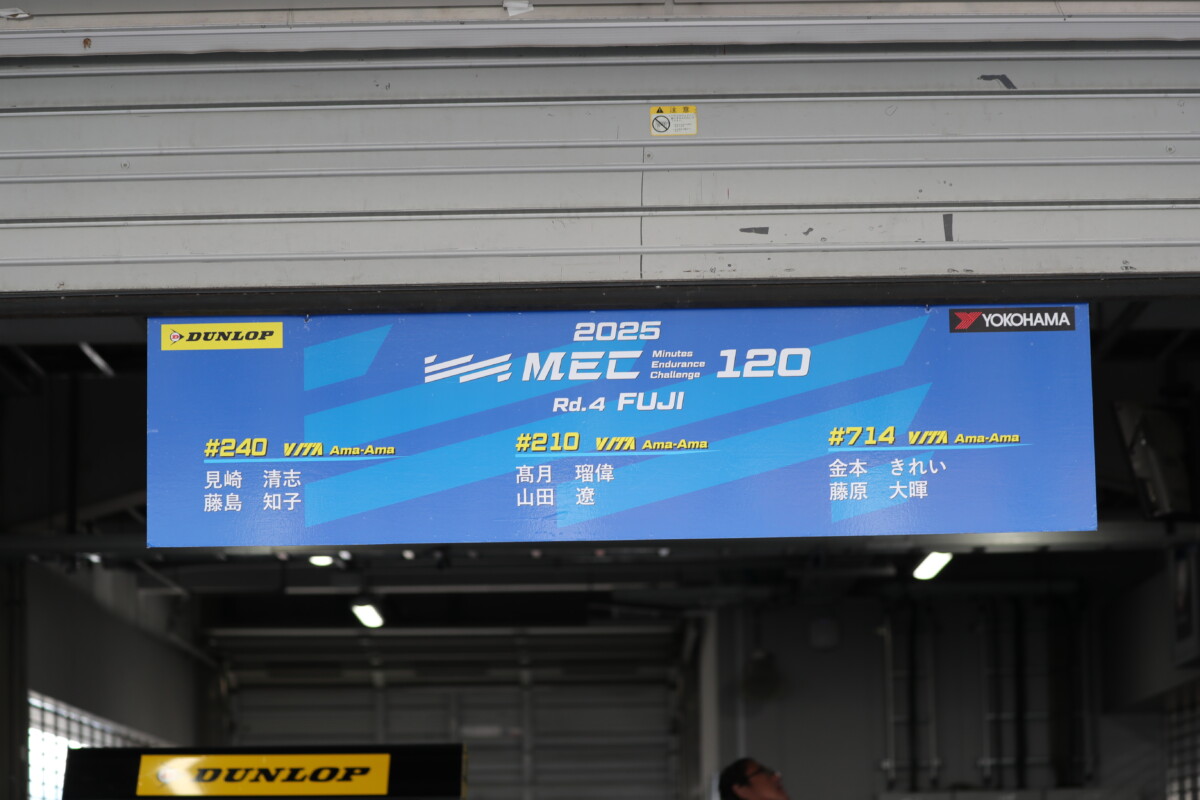 注意
DUNLOP
YOKOHAMA
2025
MEC Minutes Endurance Challenge 120
Rd.4 FUJI
#240 VITA Ama-Ama
見崎 清志
藤島 知子
#210 VITA Ama-Ama
髙月 瑠偉
山田 遼
#714 VITA Ama-Ama
金本 きれい
藤原 大暉
DUNLOP